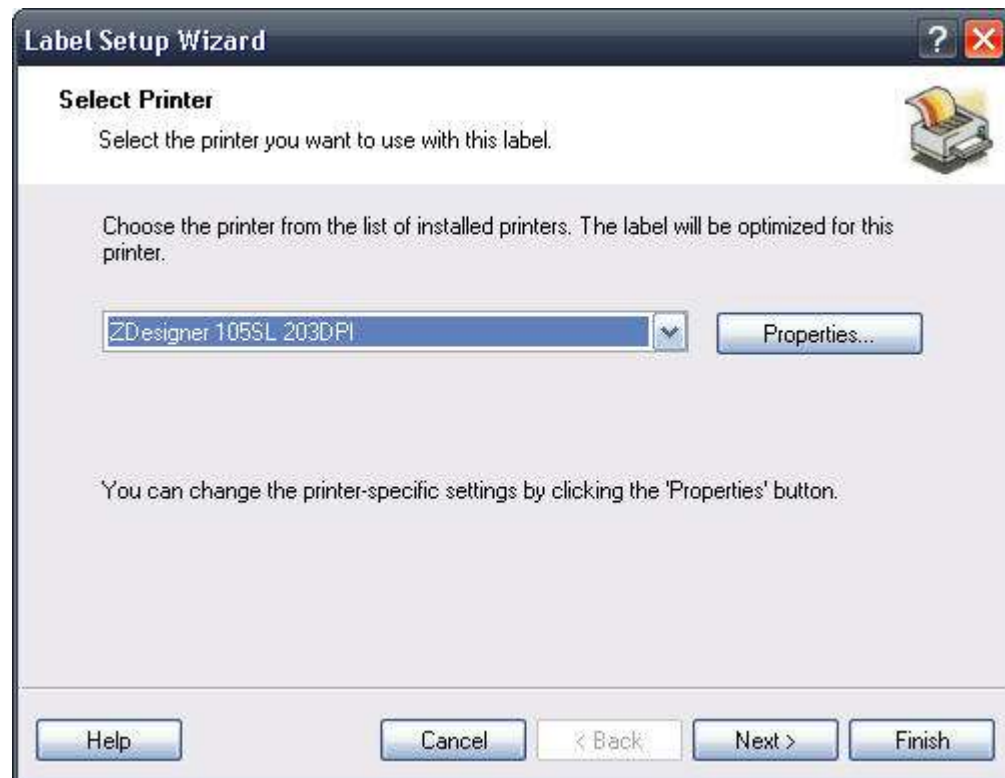 Label Setup Wizard
?
Select Printer
Select the printer you want to use with this label.
Choose the printer from the list of installed printers. The label will be optimized for this
printer.
ZDesigner 105SL 203DPI
Properties...
You can change the printer-specific settings by clicking the 'Properties' button.
Help
Cancel
< Back
Next >
Finish